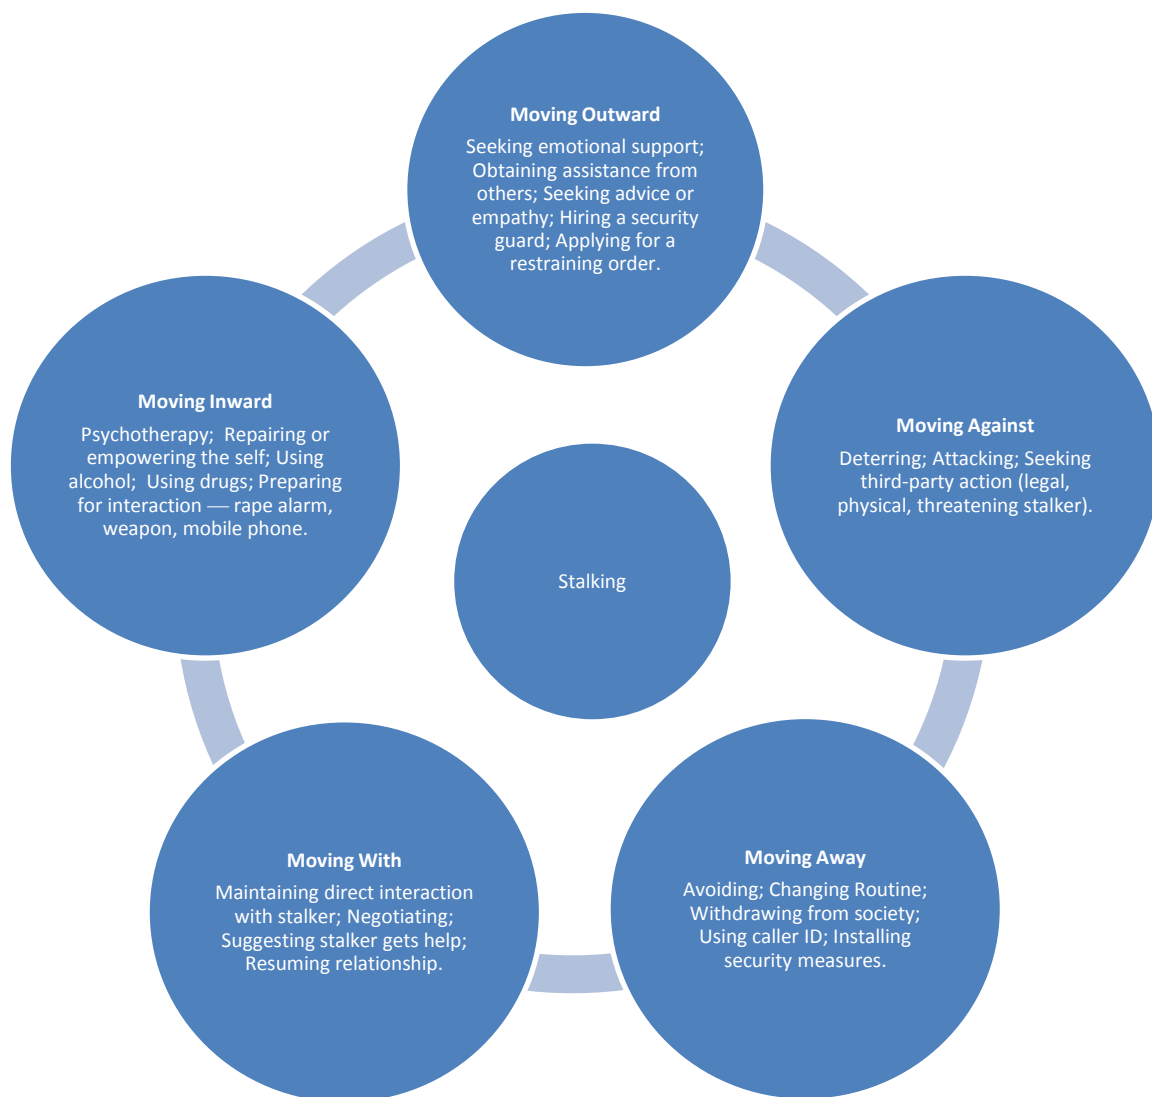 Moving Outward
Seeking emotional support;
Obtaining assistance from
others; Seeking advice or
empathy; Hiring a security
guard; Applying for a
restraining order.
Moving Inward
Psychotherapy;  Repairing or
empowering the self; Using
alcohol;  Using drugs; Preparing
for interaction — rape alarm,
weapon, mobile phone.
Moving Against
Deterring; Attacking; Seeking
third-party action (legal,
physical, threatening stalker).
Stalking
Moving With
Maintaining direct interaction
with stalker; Negotiating;
Suggesting stalker gets help;
Resuming relationship.
Moving Away
Avoiding; Changing Routine;
Withdrawing from society;
Using caller ID; Installing
security measures.